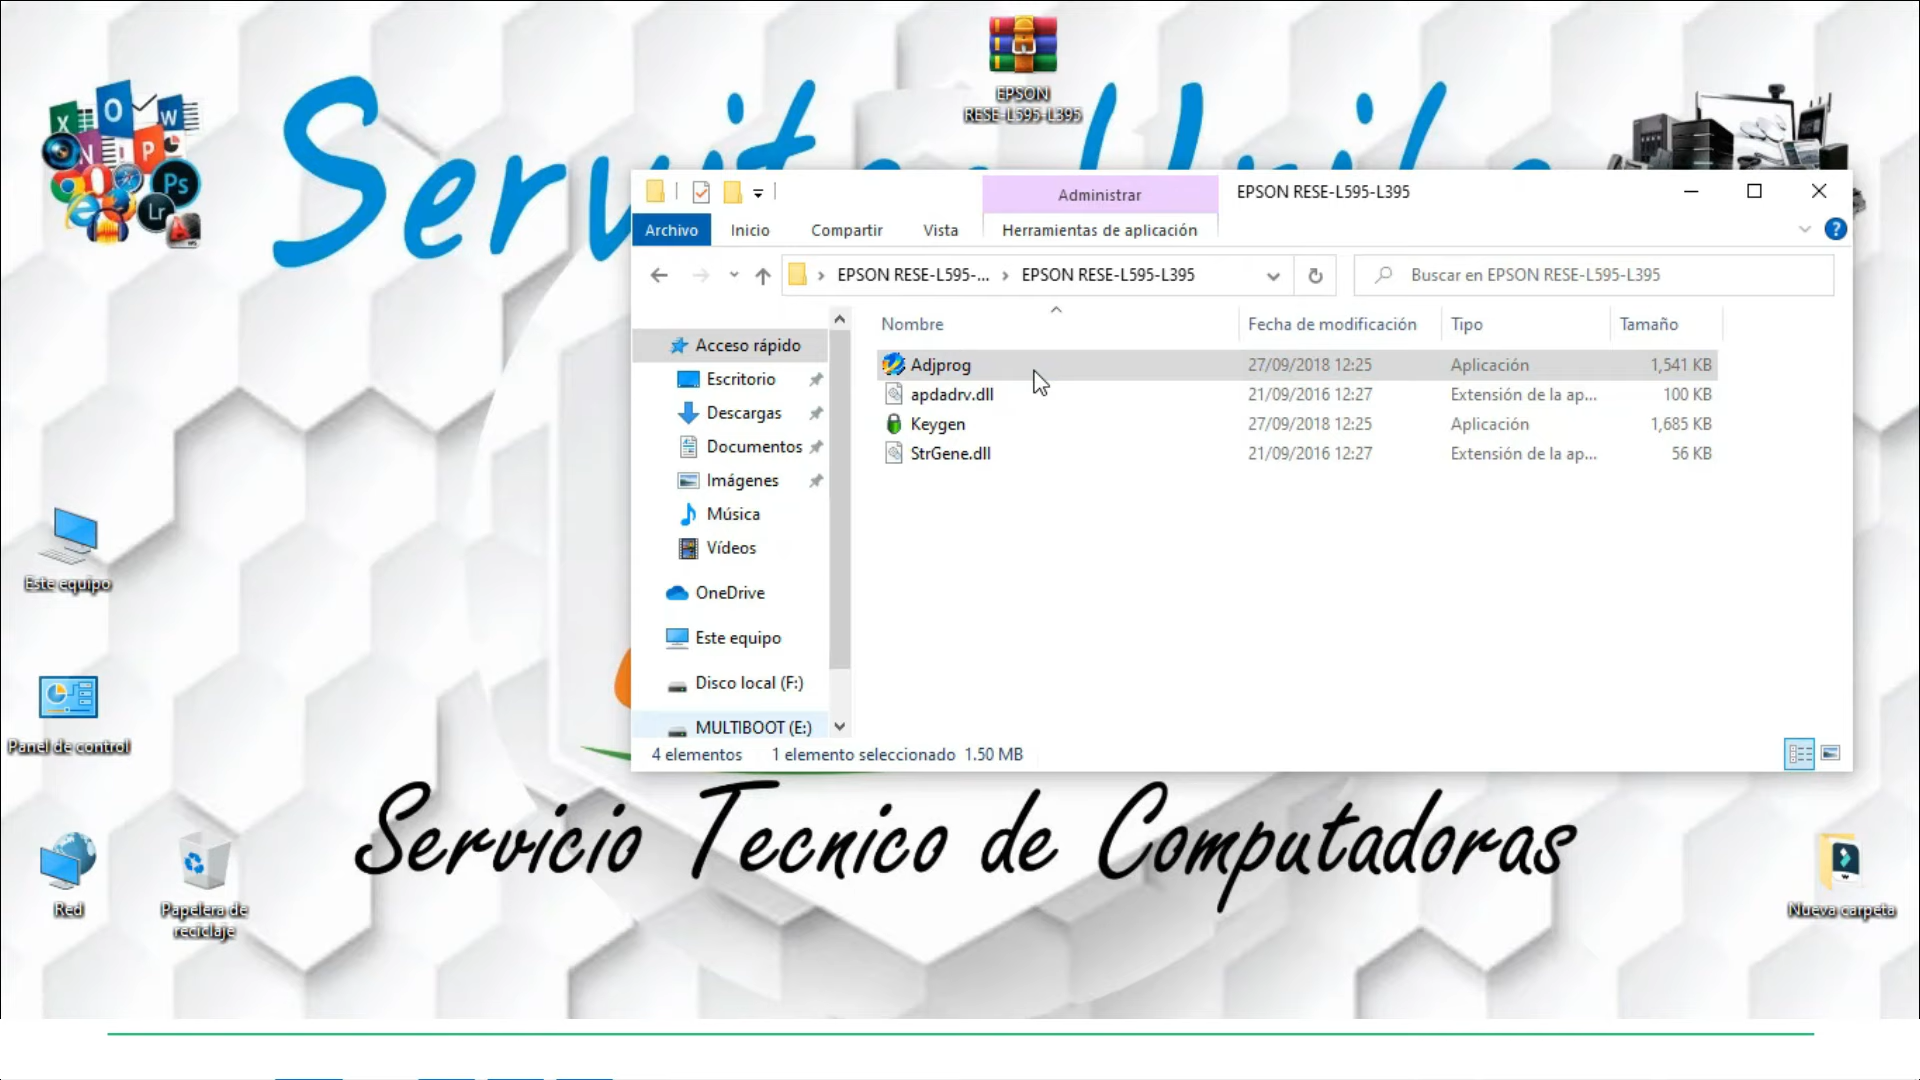 EPSON
RESE-L595-L395
Administrar
EPSON RESE-L595-L395
Archivo
Inicio
Compartir
Vista
Herramientas de aplicación
EPSON RESE-L595-...
EPSON RESE-L595-L395
Buscar en EPSON RESE-L595-L395
Nombre
Fecha de modificación
Tipo
Tamaño
Acceso rápido
Escritorio
Descargas
Documentos
Imágenes
Música
Vídeos
OneDrive
Este equipo
Disco local (F:)
MULTIBOOT (E:)
Adjprog 27/09/2018 12:25 Aplicación 1,541 KB
apdadrv.dll 21/09/2016 12:27 Extensión de la ap... 100 KB
Keygen 27/09/2018 12:25 Aplicación 1,685 KB
StrGene.dll 21/09/2016 12:27 Extensión de la ap... 56 KB
4 elementos 1 elemento seleccionado 1.50 MB
Este equipo
Panel de control
Servicio Tecnico de Computadoras
Red
Papelera de
reciclaje
Nueva carpeta